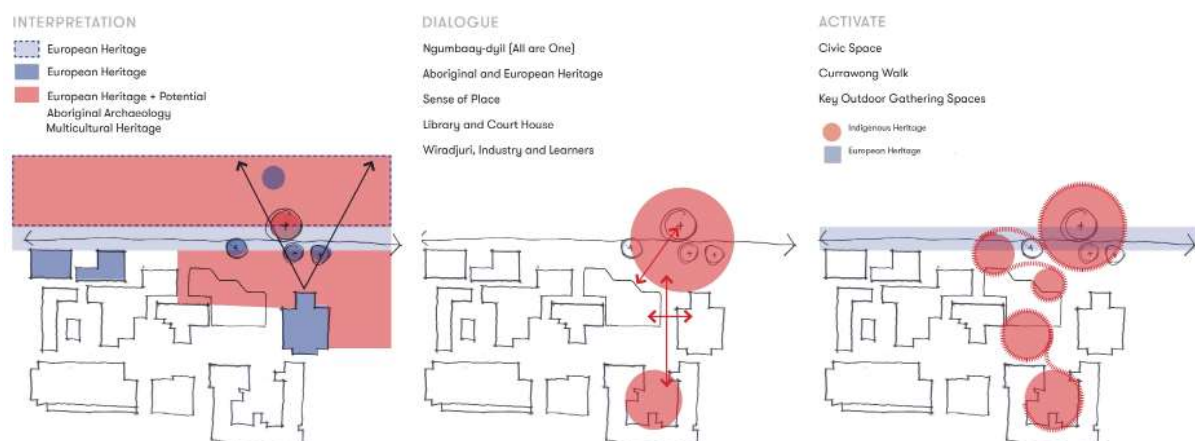 INTERPRETATION
European Heritage
European Heritage
European Heritage + Potential
Aboriginal Archaeology
Multicultural Heritage
DIALOGUE
Ngumbaay-dyil (All are One)
Aboriginal and European Heritage
Sense of Place
Library and Court House
Wiradjuri, Industry and Learners
ACTIVATE
Civic Space
Currawong Walk
Key Outdoor Gathering Spaces
Indigenous Heritage
European Heritage